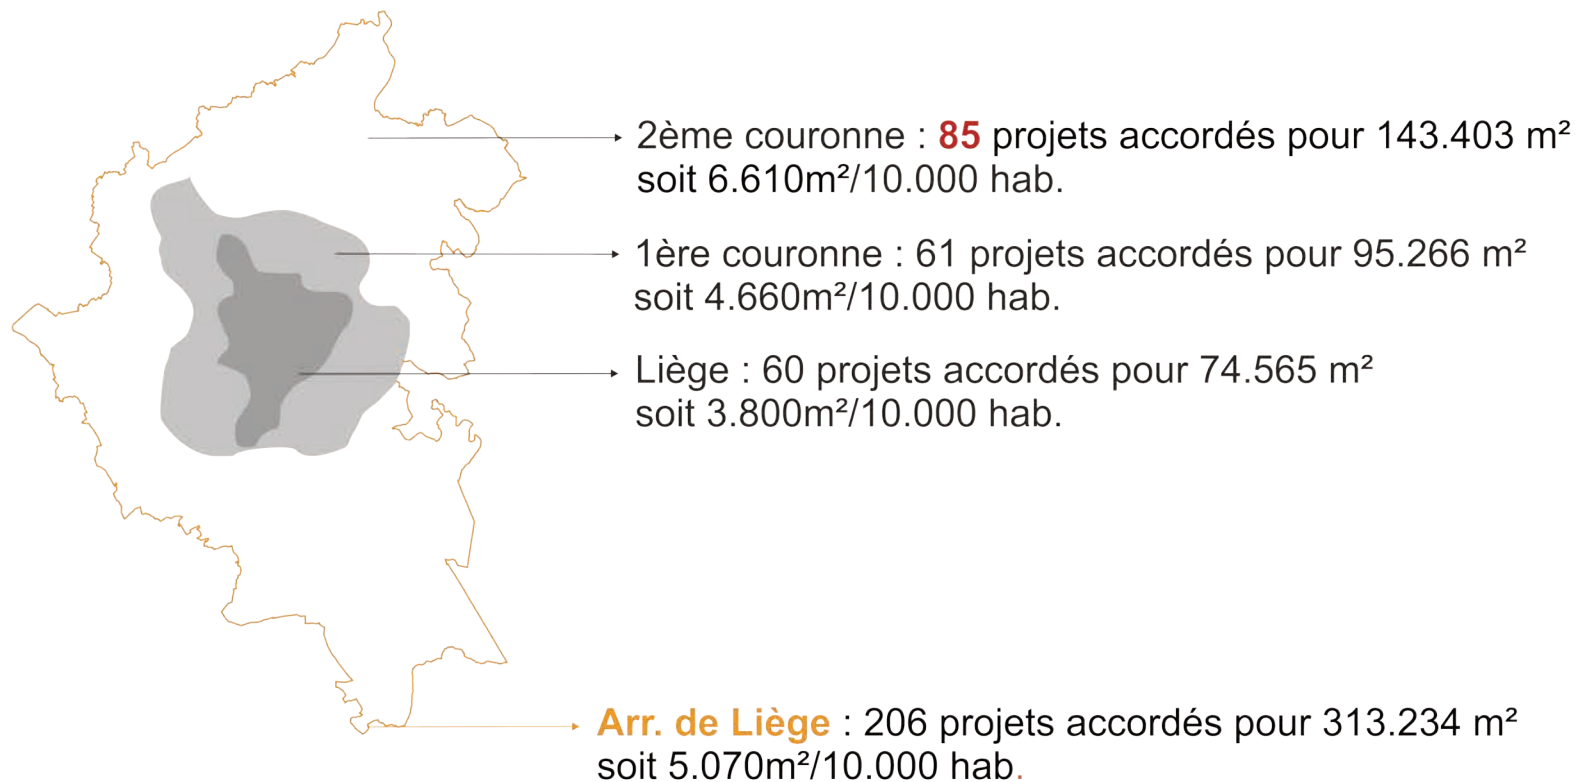 2ème couronne : 85 projets accordés pour 143.403 m²
soit 6.610m²/10.000 hab.
1ère couronne : 61 projets accordés pour 95.266 m²
soit 4.660m²/10.000 hab.
Liège : 60 projets accordés pour 74.565 m²
soit 3.800m²/10.000 hab.
Arr. de Liège : 206 projets accordés pour 313.234 m²
soit 5.070m²/10.000 hab.